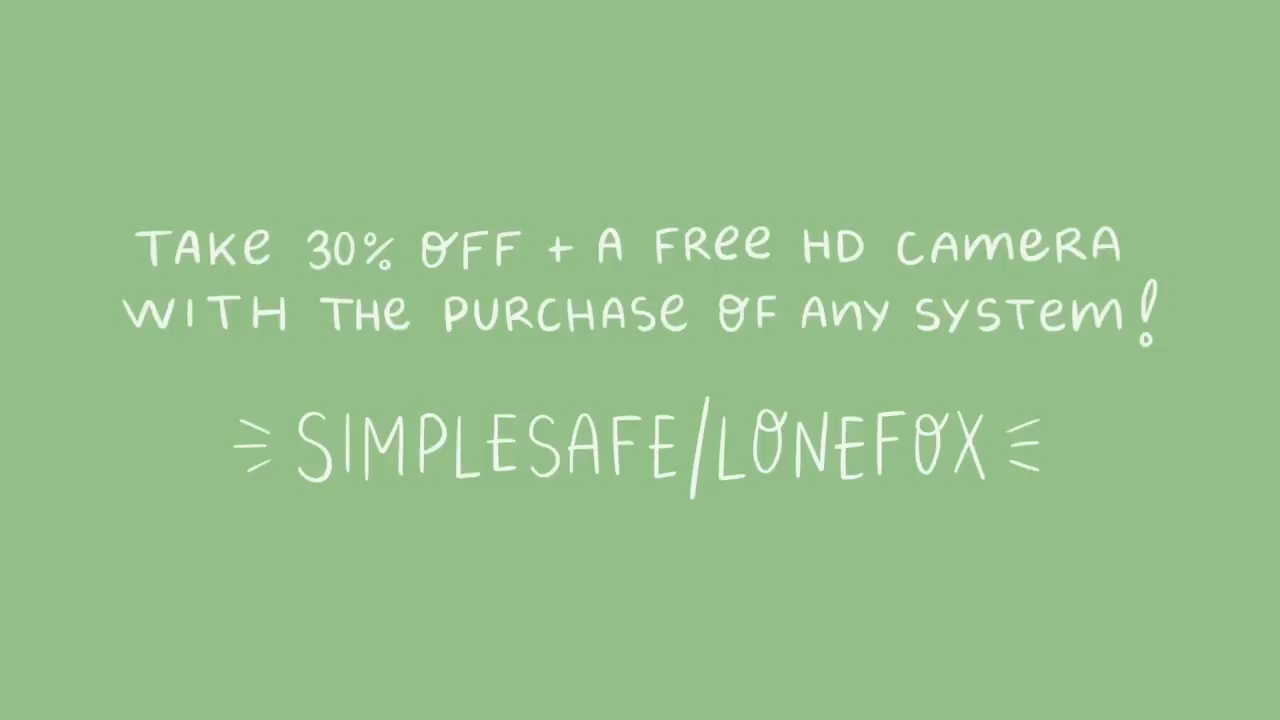 TAKE 30% OFF + A FREE HD CAMERA
WITH THE PURCHASE OF ANY SYSTEM!
SIMPLESAFE/LONEFOX